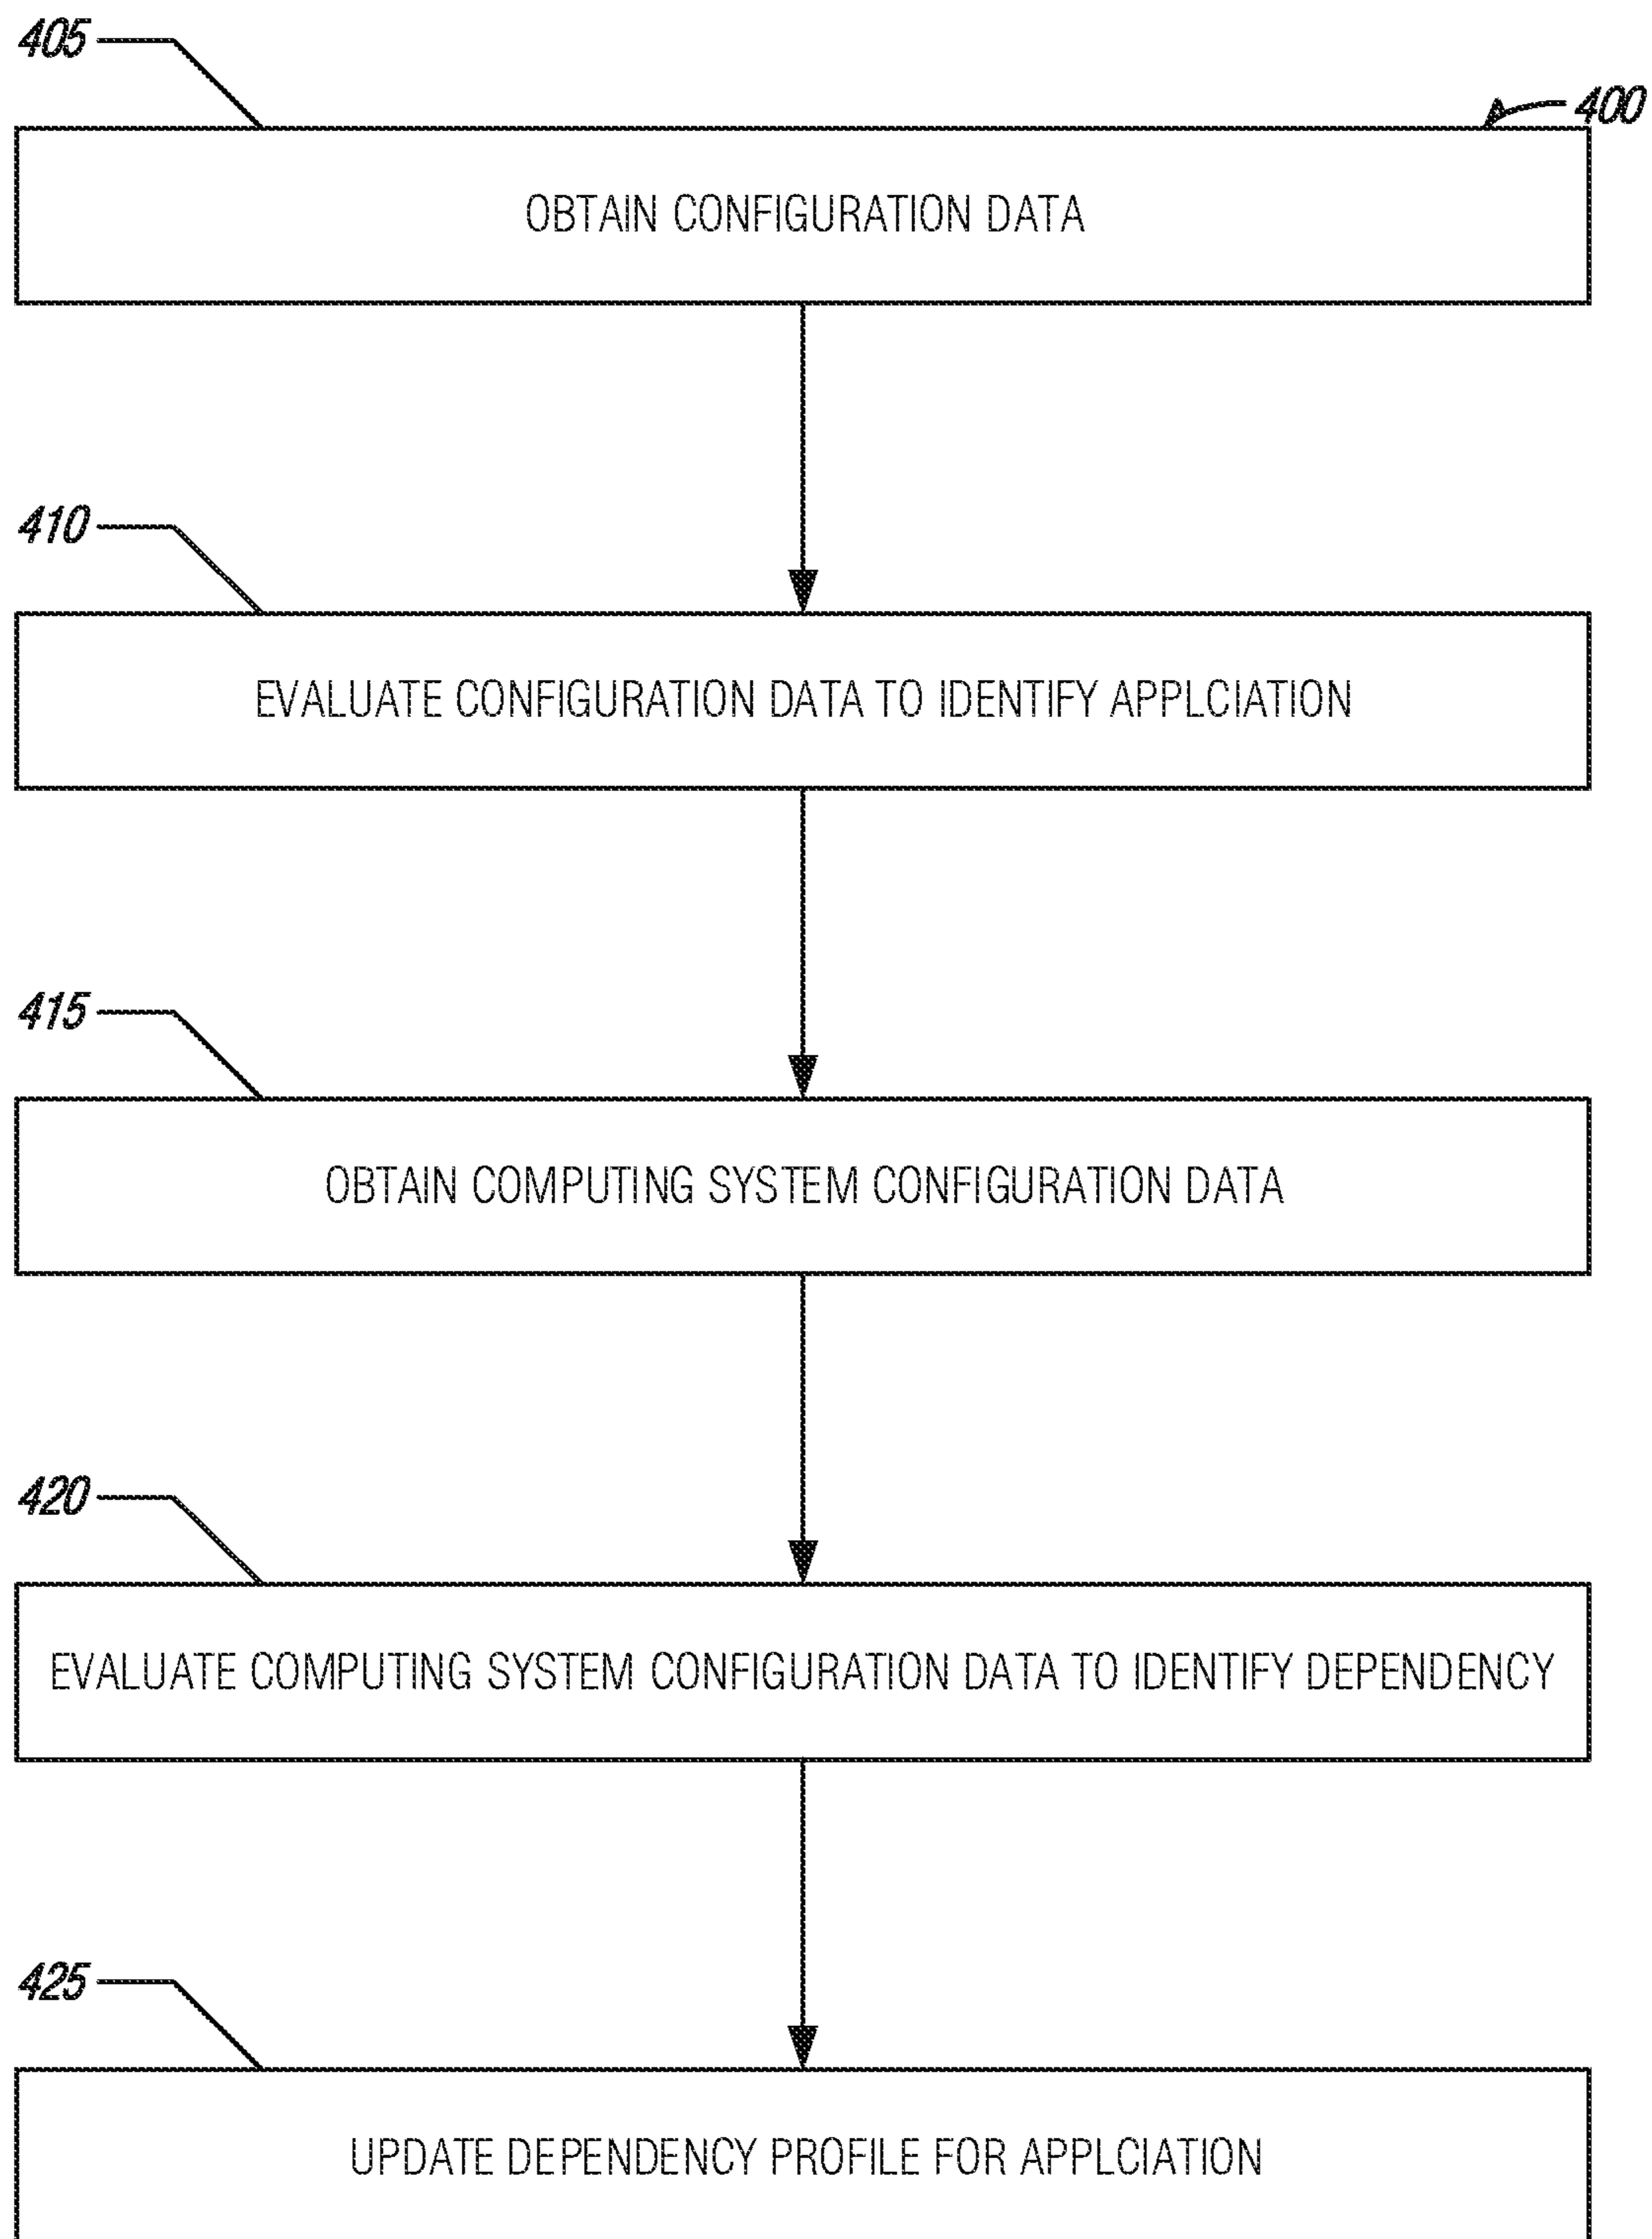 405
400
OBTAIN CONFIGURATION DATA
410
EVALUATE CONFIGURATION DATA TO IDENTIFY APPLCIATION
415
OBTAIN COMPUTING SYSTEM CONFIGURATION DATA
420
EVALUATE COMPUTING SYSTEM CONFIGURATION DATA TO IDENTIFY DEPENDENCY
425
UPDATE DEPENDENCY PROFILE FOR APPLCIATION